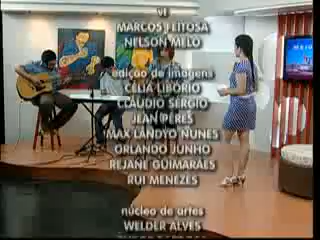 VT
MARCOS FEITOSA
NELSON MELO
edição de imagens
CÉLIA LIBÓRIO
CLÁUDIO SÉRGIO
JEAN PERES
MAX LANDYO NUNES
ORLANDO JUNHO
REJANE GUIMARÃES
RUI MENEZES
núcleo de artes
WELDER ALVES